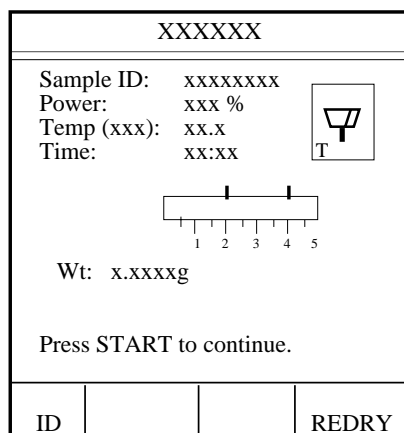 XXXXXX
Sample ID: xxxxxxxx
Power: xxx %
Temp (xxx): xx.x
Time: xx:xx
T
1 2 3 4 5
Wt: x.xxxxg
Press START to continue.
ID REDRY